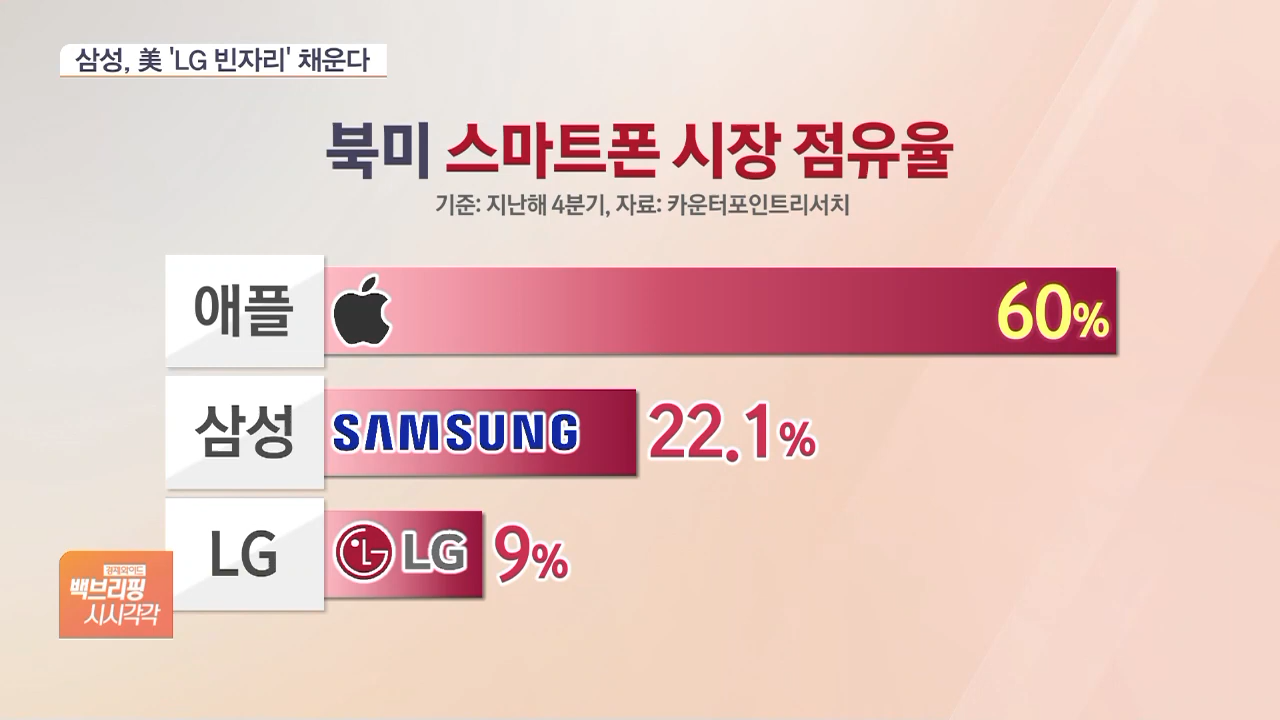 삼성, 美 'LG 빈자리' 채운다
북미 스마트폰 시장 점유율
기준: 지난해 4분기, 자료: 카운터포인트리서치
애플 60%
삼성 SAMSUNG 22.1%
LG LG 9%
경제와이드
백브리핑
시시각각